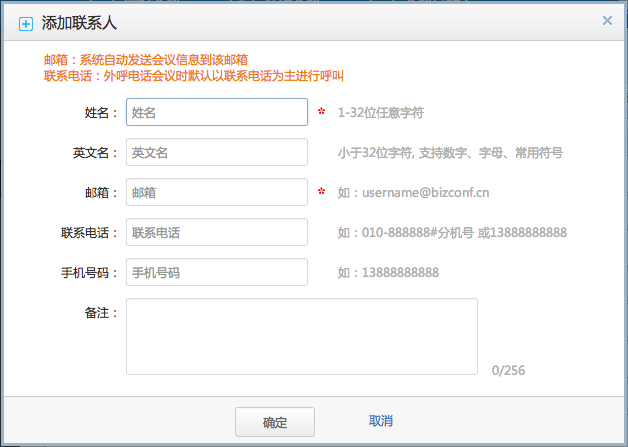 添加联系人
邮箱：系统自动发送会议信息到该邮箱
联系电话：外呼电话会议时默认以联系电话为主进行呼叫
姓名： 姓名 * 1-32位任意字符
英文名： 英文名 小于32位字符, 支持数字、字母、常用符号
邮箱： 邮箱 * 如：username@bizconf.cn
联系电话： 联系电话 如：010-888888#分机号 或13888888888
手机号码： 手机号码 如：13888888888
备注：
0/256
确定 取消